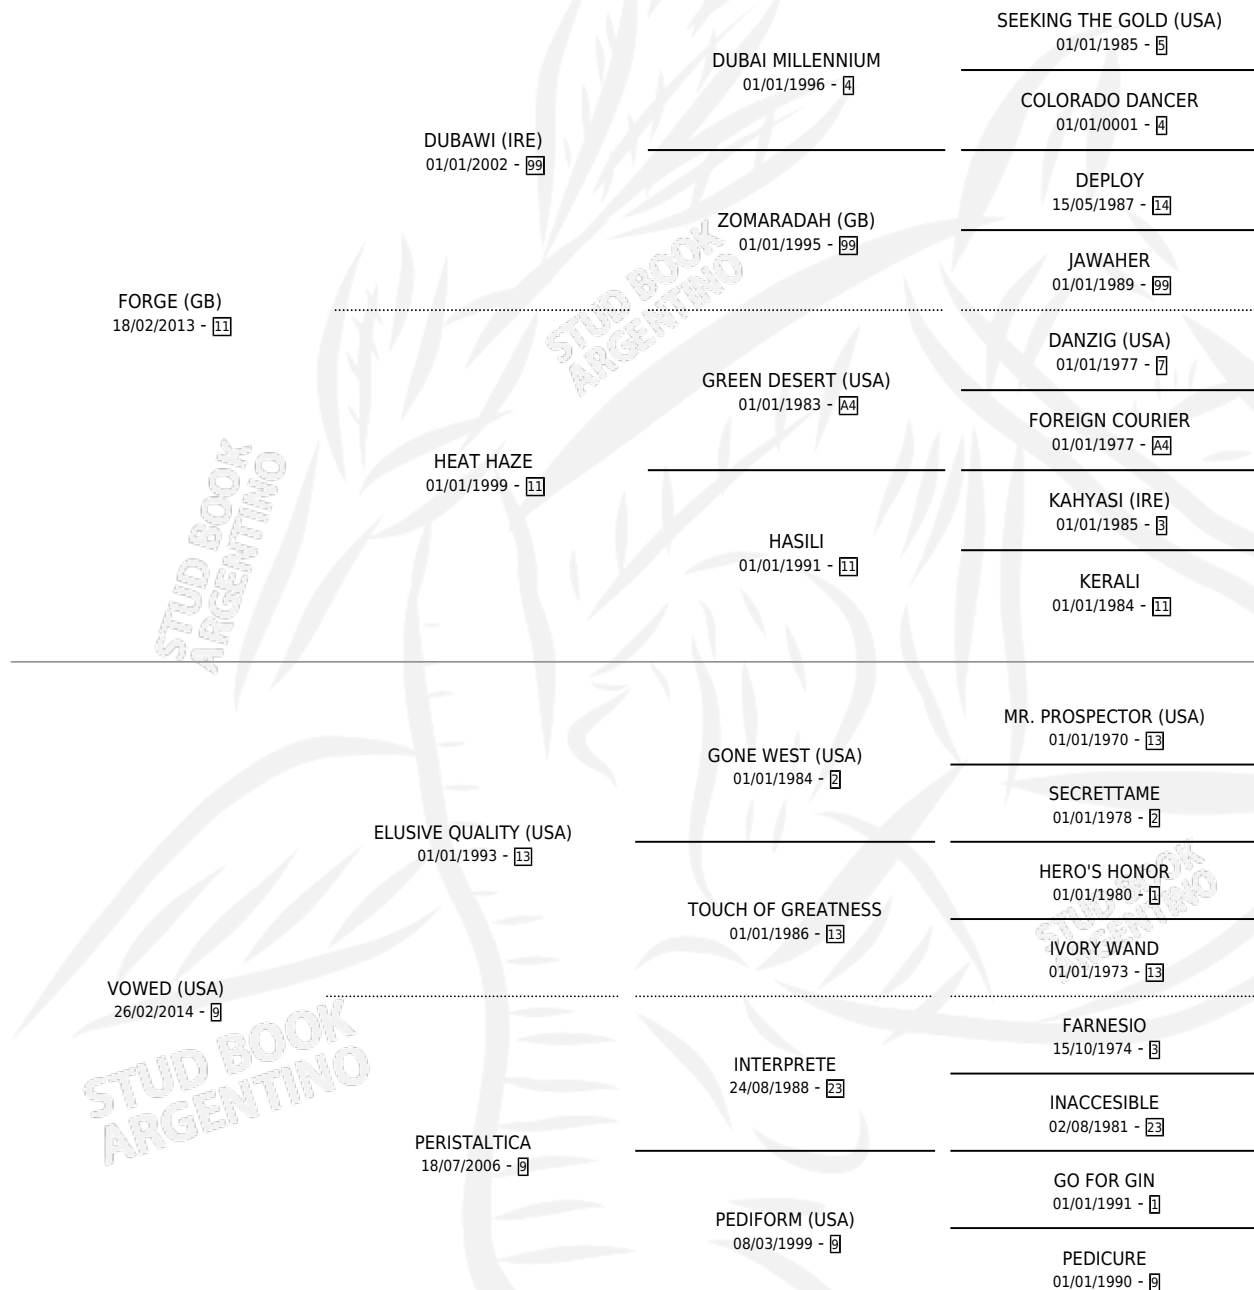 SEEKING THE GOLD (USA)
01/01/1985 - 5
DUBAI MILLENNIUM
01/01/1996 - 4
COLORADO DANCER
01/01/0001 - 4
DUBAWI (IRE)
01/01/2002 - 99
DEPLOY
15/05/1987 - 14
ZOMARADAH (GB)
01/01/1995 - 99
JAWAHER
01/01/1989 - 99
FORGE (GB)
18/02/2013 - 11
STUD BOOK
ARGENTINO
DANZIG (USA)
01/01/1977 - 7
GREEN DESERT (USA)
01/01/1983 - A4
FOREIGN COURIER
01/01/1977 - A4
HEAT HAZE
01/01/1999 - 11
KAHYASI (IRE)
01/01/1985 - 3
HASILI
01/01/1991 - 11
KERALI
01/01/1984 - 11
STUD BOOK
ARGENTINO
MR. PROSPECTOR (USA)
01/01/1970 - 13
GONE WEST (USA)
01/01/1984 - 2
SECRETTAME
01/01/1978 - 2
ELUSIVE QUALITY (USA)
01/01/1993 - 13
HERO'S HONOR
01/01/1980 - 1
TOUCH OF GREATNESS
01/01/1986 - 13
IVORY WAND
01/01/1973 - 13
STUD BOOK
ARGENTINO
VOWED (USA)
26/02/2014 - 9
FARNESIO
15/10/1974 - 3
INTERPRETE
24/08/1988 - 23
INACCESIBLE
02/08/1981 - 23
STUD BOOK
ARGENTINO
PERISTALTICA
18/07/2006 - 9
GO FOR GIN
01/01/1991 - 1
PEDIFORM (USA)
08/03/1999 - 9
PEDICURE
01/01/1990 - 9